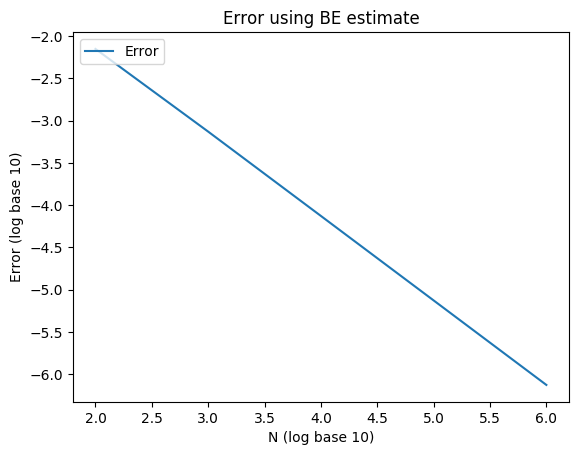 Error using BE estimate
Error
−2.0
−2.5
−3.0
−3.5
−4.0
−4.5
−5.0
−5.5
−6.0
Error (log base 10)
2.0 2.5 3.0 3.5 4.0 4.5 5.0 5.5 6.0
N (log base 10)